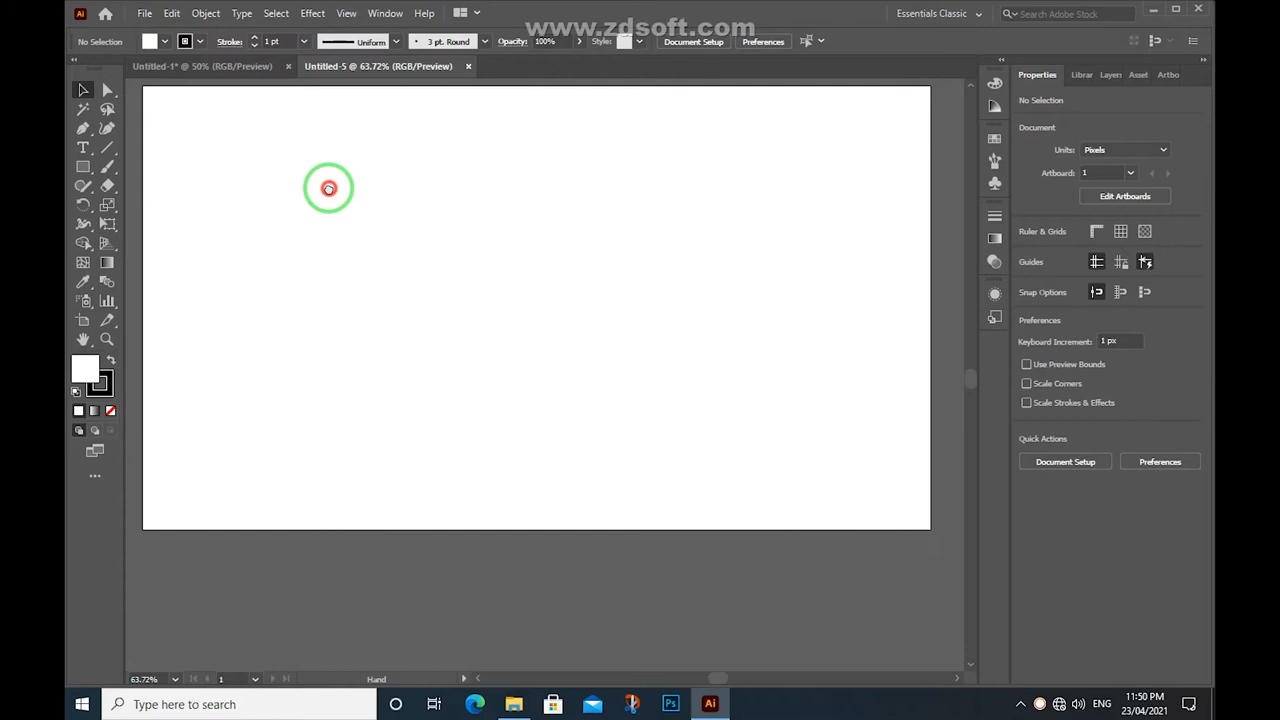 www.zdsoft.com
File Edit Object Type Select Effect View Window Help
Essentials Classic
Search Adobe Stock
No Selection Stroke: 1 pt Uniform 3 pt. Round Opacity: 100% Style: Document Setup Preferences
Untitled-1* @ 50% (RGB/Preview) Untitled-5 @ 63.72% (RGB/Preview)
Properties Librar Layers Asset Artbo
No Selection
Document
Units: Pixels
Artboard: 1
Edit Artboards
Ruler & Grids
Guides
Snap Options
Preferences
Keyboard Increment: 1 px
Use Preview Bounds
Scale Corners
Scale Strokes & Effects
Quick Actions
Document Setup Preferences
63.72% 1 Hand
Type here to search
Ps Ai
ENG
11:50 PM
23/04/2021